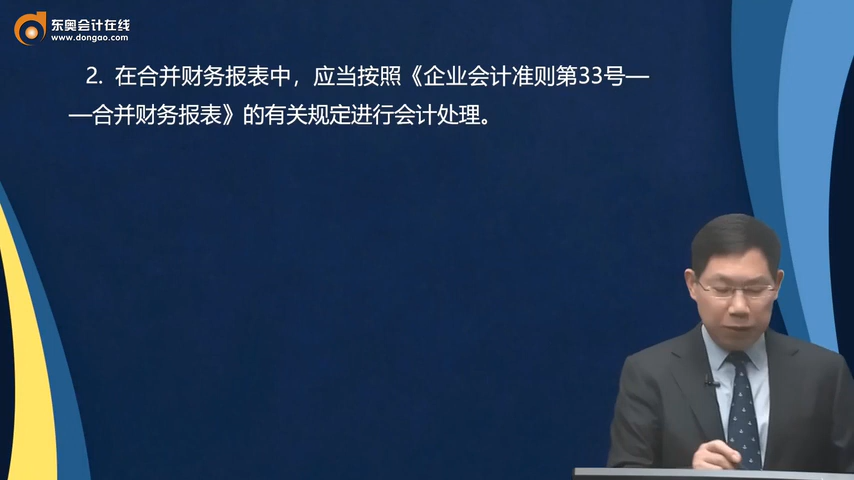 东奥会计在线
www.dongao.com
2. 在合并财务报表中，应当按照《企业会计准则第33号—
—合并财务报表》的有关规定进行会计处理。